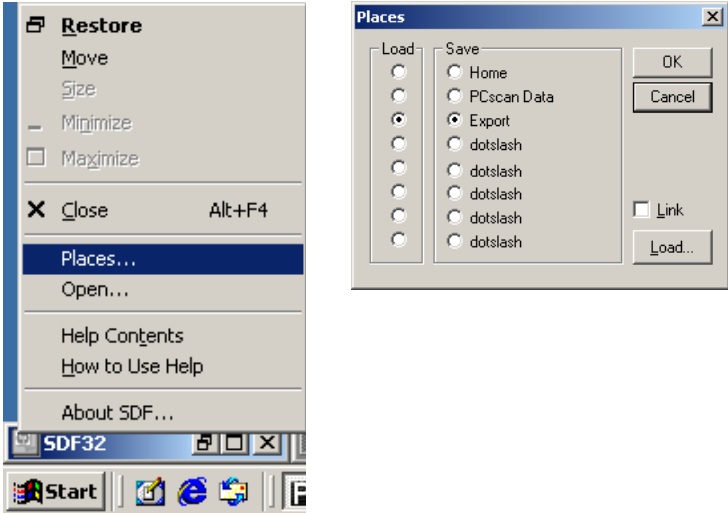 Restore
Move
Size
Minimize
Maximize
Close Alt+F4
Places...
Open...
Help Contents
How to Use Help
About SDF...
SDF32
Start
Places
Load Save
Home
PCscan Data
Export
dotslash
dotslash
dotslash
dotslash
dotslash
OK
Cancel
Link
Load...